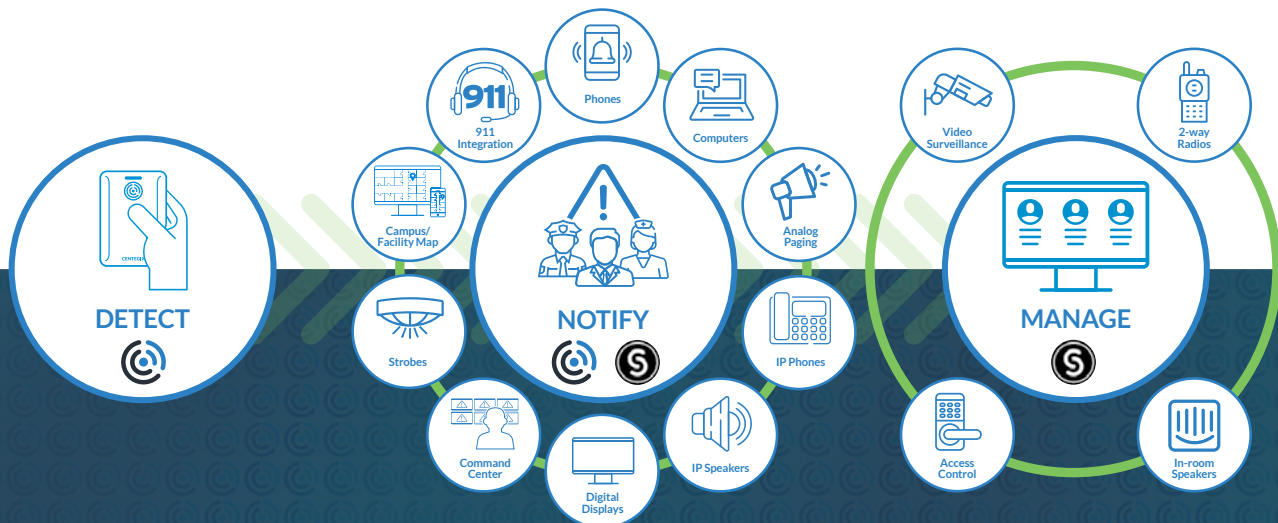 DETECT
911
911
Integration
Phones
Computers
Campus/
Facility Map
Analog
Paging
NOTIFY
S
Strobes
IP Phones
Command
Center
Digital
Displays
IP Speakers
Video
Surveillance
2-way
Radios
MANAGE
S
Access
Control
In-room
Speakers